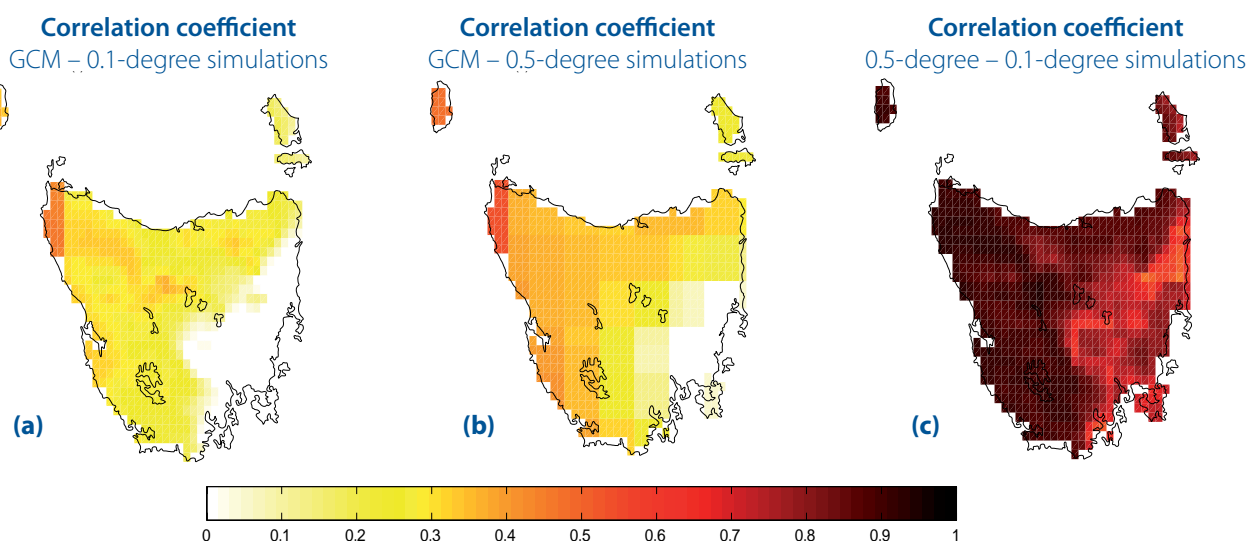 Correlation coefficient
GCM – 0.1-degree simulations
Correlation coefficient
GCM – 0.5-degree simulations
Correlation coefficient
0.5-degree – 0.1-degree simulations
(a)
(b)
(c)
0 0.1 0.2 0.3 0.4 0.5 0.6 0.7 0.8 0.9 1